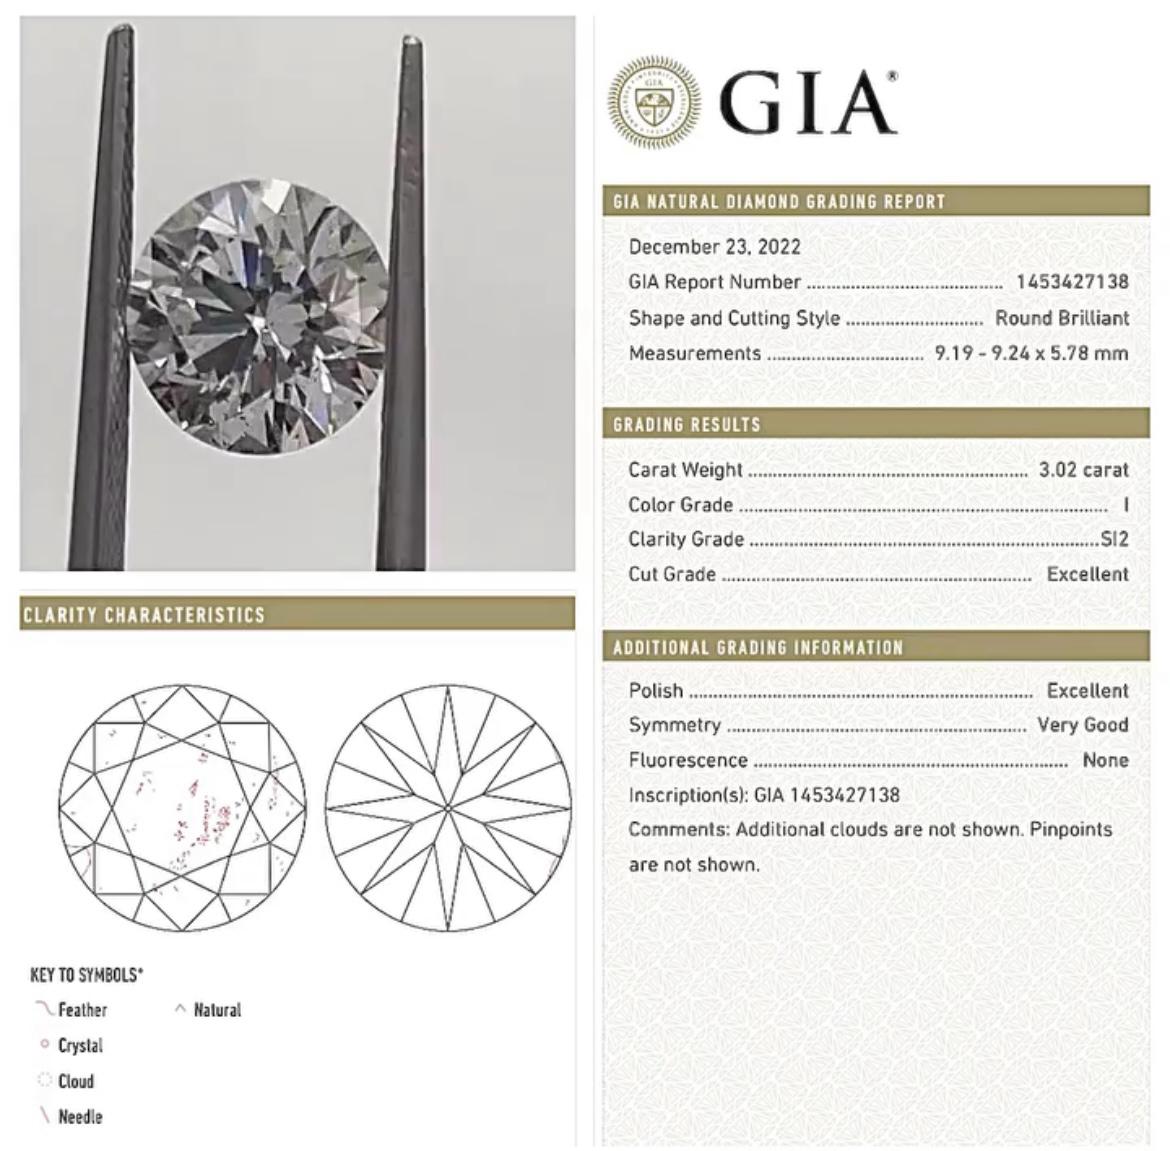 GIA®
GIA NATURAL DIAMOND GRADING REPORT
December 23, 2022
GIA Report Number ........................................ 1453427138
Shape and Cutting Style ............................ Round Brilliant
Measurements ................................ 9.19 - 9.24 x 5.78 mm
GRADING RESULTS
Carat Weight ......................................................... 3.02 carat
Color Grade ........................................................................... I
Clarity Grade ......................................................................SI2
Cut Grade .............................................................. Excellent
ADDITIONAL GRADING INFORMATION
Polish ..................................................................... Excellent
Symmetry ............................................................ Very Good
Fluorescence .............................................................. None
Inscription(s): GIA 1453427138
Comments: Additional clouds are not shown. Pinpoints
are not shown.
CLARITY CHARACTERISTICS
KEY TO SYMBOLS*
Feather
Natural
Crystal
Cloud
Needle